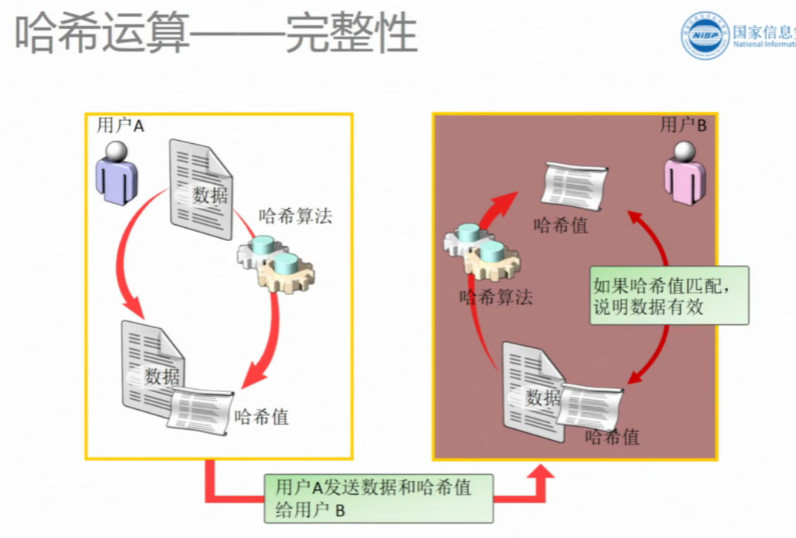 哈希运算——完整性
NISP
国家信息
National Informati
用户A
数据
哈希算法
数据
哈希值
用户B
哈希值
哈希算法
如果哈希值匹配，
说明数据有效
数据
哈希值
用户A发送数据和哈希值
给用户 B